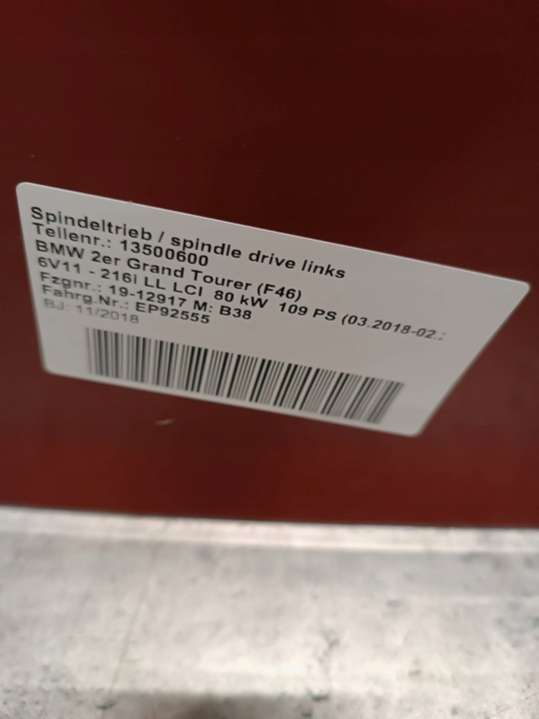 Spindeltrieb / spindle drive links
Teilenr.: 13500600
BMW 2er Grand Tourer (F46)
6V11 - 216i LL LCI 80 kW 109 PS (03.2018-02.:
Fzgnr.: 19-12917 M: B38
Fahrg.Nr.: EP92555
BJ: 11/2018